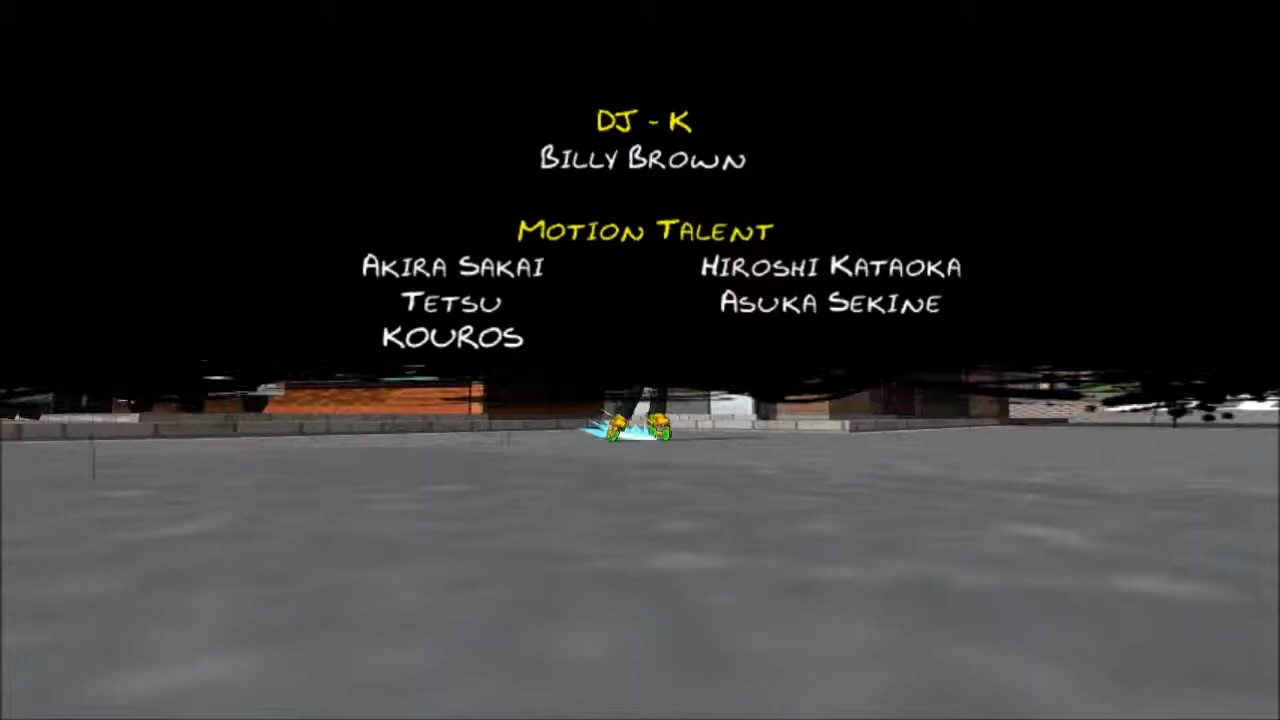 DJ - K
Billy Brown
Motion Talent
Akira Sakai Hiroshi Kataoka
Tetsu Asuka Sekine
KOUROS